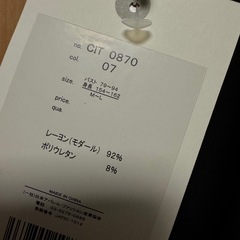 no. CIT 0870
col. 07
size. バスト 79～94
身長 154～162
M～L
price.
qua.
レーヨン(モダール) 92%
ポリウレタン 8%
MADE IN CHINA